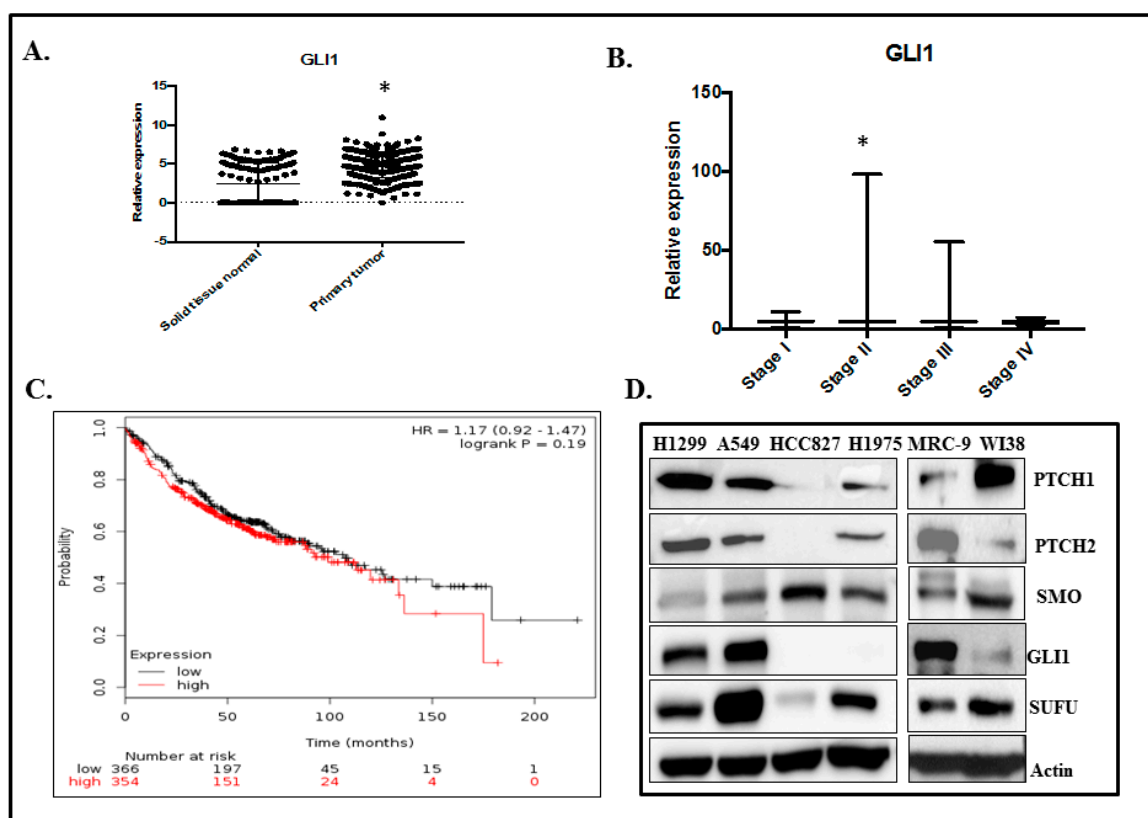 A.
GLI1
*
15
10
5
0
-5
Relative expression
Solid tissue normal
Primary tumor
B.
GLI1
*
150
100
50
0
Relative expression
Stage I
Stage II
Stage III
Stage IV
C.
HR = 1.17 (0.92 - 1.47)
logrank P = 0.19
1.0
0.8
0.6
0.4
0.2
0.0
Probability
Expression
low
high
0 50 100 150 200
Time (months)
Number at risk
low 366 197 45 15 1
high 354 151 24 4 0
D.
H1299 A549 HCC827 H1975 MRC-9 WI38
PTCH1
PTCH2
SMO
GLI1
SUFU
Actin